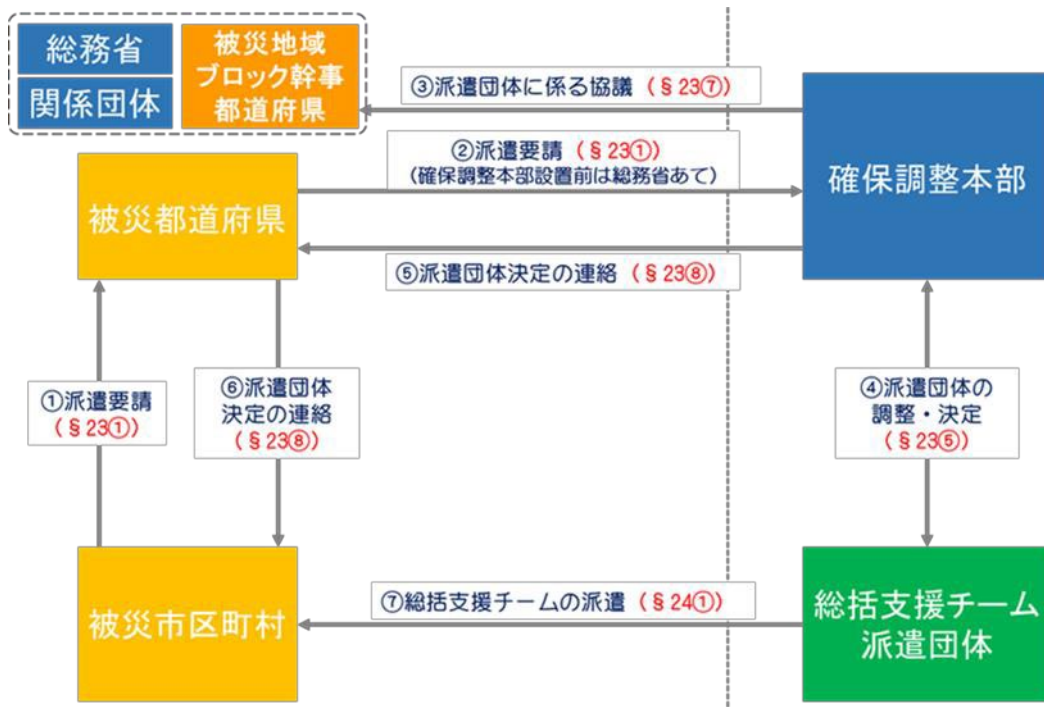 総務省
関係団体
被災地域
ブロック幹事
都道府県
③派遣団体に係る協議（§23⑦）
②派遣要請（§23①）
（確保調整本部設置前は総務省あて）
確保調整本部
被災都道府県
⑤派遣団体決定の連絡（§23⑧）
①派遣要請
（§23①）
⑥派遣団体
決定の連絡
（§23⑧）
④派遣団体の
調整・決定
（§23⑤）
被災市区町村
⑦総括支援チームの派遣（§24①）
総括支援チーム
派遣団体